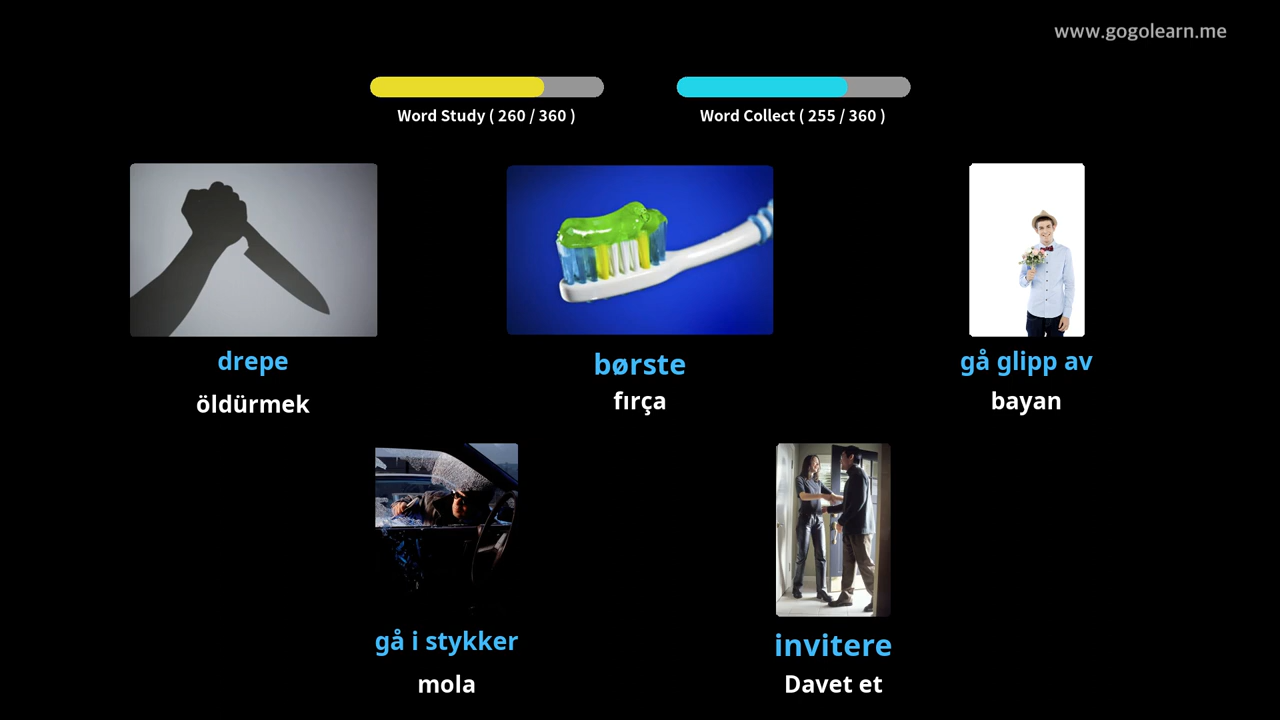 www.gogolearn.me
Word Study ( 260 / 360 )
Word Collect ( 255 / 360 )
drepe
öldürmek
børste
fırça
gå glipp av
bayan
gå i stykker
mola
invitere
Davet et